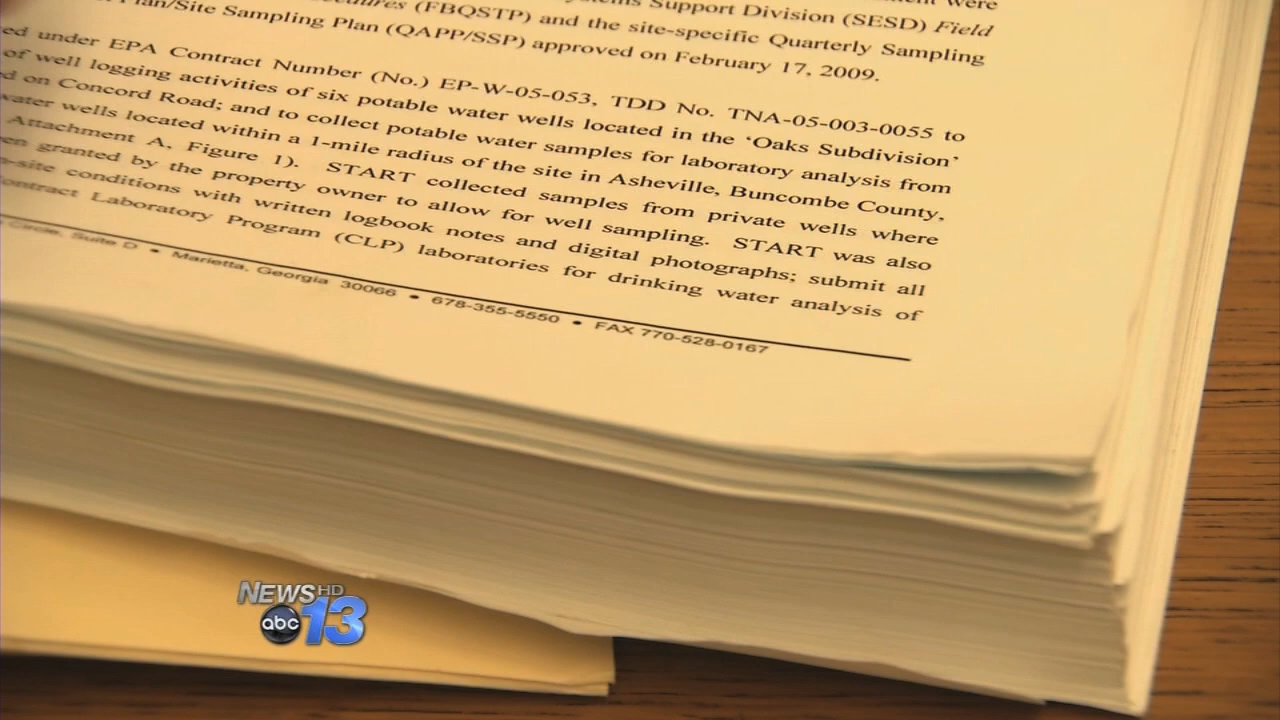 Support Division (SESD) Field
(FBQSTP) and the site-specific Quarterly Sampling
Plan/Site Sampling Plan (QAPP/SSP) approved on February 17, 2009.
under EPA Contract Number (No.) EP-W-05-053, TDD No. TNA-05-003-0055 to
of well logging activities of six potable water wells located in the ‘Oaks Subdivision’
on Concord Road; and to collect potable water samples for laboratory analysis from
water wells located within a 1-mile radius of the site in Asheville, Buncombe County,
Attachment A, Figure 1). START collected samples from private wells where
granted by the property owner to allow for well sampling. START was also
conditions with written logbook notes and digital photographs; submit all
Contract Laboratory Program (CLP) laboratories for drinking water analysis of
Circle, Suite D • Marietta, Georgia 30066 • 678-355-5550 • FAX 770-528-0167
NEWS HD
abc 13